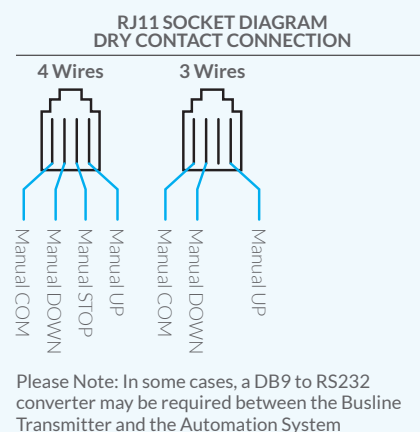 RJ11 SOCKET DIAGRAM
DRY CONTACT CONNECTION
4 Wires
3 Wires
Manual COM
Manual DOWN
Manual STOP
Manual UP
Manual COM
Manual DOWN
Manual UP
Please Note: In some cases, a DB9 to RS232
converter may be required between the Busline
Transmitter and the Automation System